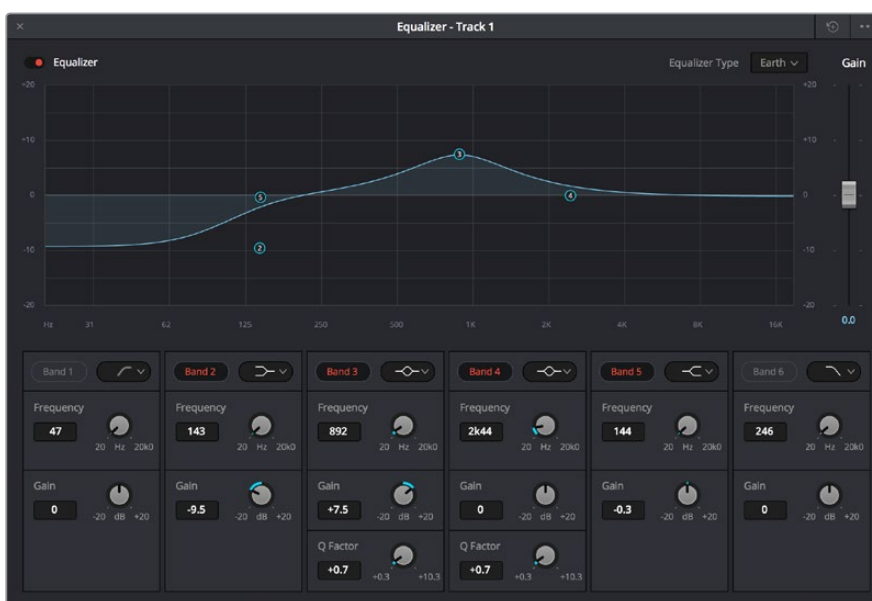 Equalizer - Track 1
Equalizer
Equalizer Type Earth Gain
+20 +20
+10 +10
0 0
-10 -10
-20 -20
5
3
4
2
Hz 31 62 125 250 500 1K 2K 4K 8K 16K 0.0
Band 1 Band 2 Band 3 Band 4 Band 5 Band 6
Frequency Frequency Frequency Frequency Frequency Frequency
47 143 892 2k44 144 246
20 Hz 20k0 20 Hz 20k0 20 Hz 20k0 20 Hz 20k0 20 Hz 20k0 20 Hz 20k0
Gain Gain Gain Gain Gain Gain
0 -9.5 +7.5 0 -0.3 0
-20 dB +20 -20 dB +20 -20 dB +20 -20 dB +20 -20 dB +20 -20 dB +20
Q Factor Q Factor
+0.7 +0.7
+0.3 +10.3 +0.3 +10.3